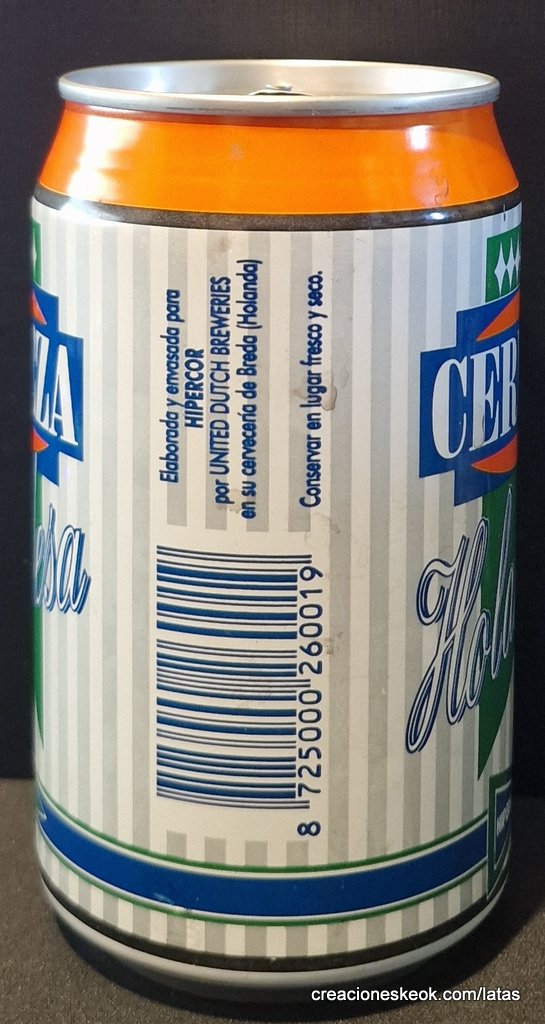 Elaborada y envasada para
HIPERCOR
por UNITED DUTCH BREWERIES
en su cervecería de Breda (Holanda)
Conservar en lugar fresco y seco.
8 725000 260019
ZA
esa
CER
Hola
creacioneskeok.com/latas